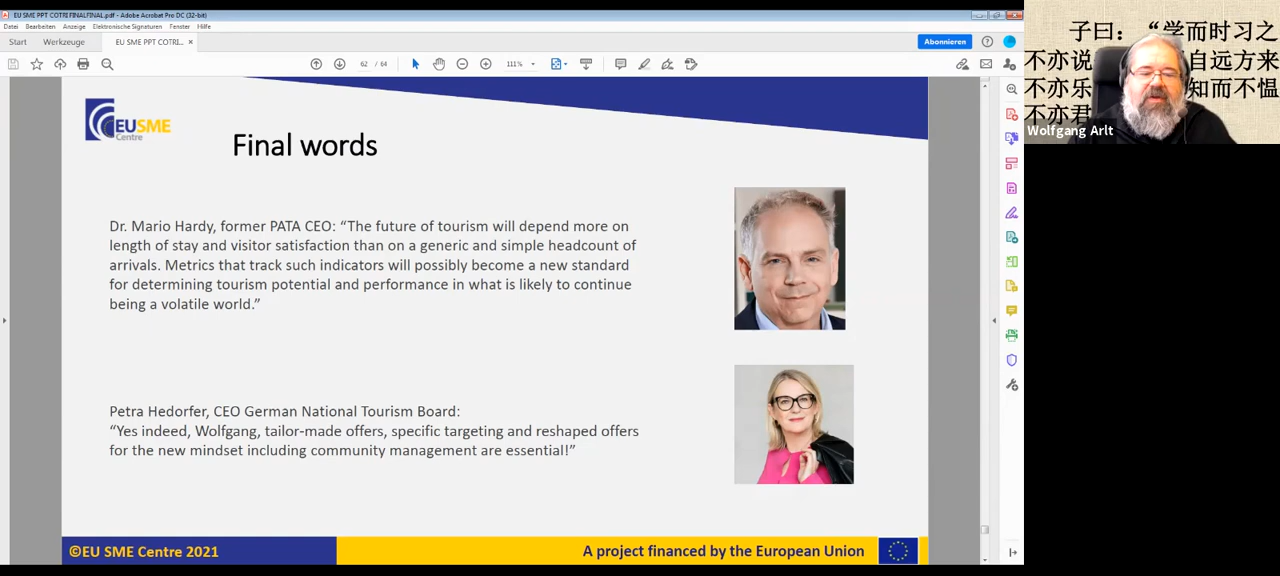 EU SME PPT COTRI FINALFINAL.pdf - Adobe Acrobat Pro DC (32-bit)
Datei Bearbeiten Anzeige Elektronische Signaturen Fenster Hilfe
Start Werkzeuge EU SME PPT COTRI... ×
Abonnieren
62 / 64
111%
EUSME
Centre
Final words
Dr. Mario Hardy, former PATA CEO: “The future of tourism will depend more on
length of stay and visitor satisfaction than on a generic and simple headcount of
arrivals. Metrics that track such indicators will possibly become a new standard
for determining tourism potential and performance in what is likely to continue
being a volatile world.”
Petra Hedorfer, CEO German National Tourism Board:
“Yes indeed, Wolfgang, tailor-made offers, specific targeting and reshaped offers
for the new mindset including community management are essential!”
©EU SME Centre 2021
A project financed by the European Union
子曰：“学而时习之
不亦说 自远方来
不亦乐 知而不愠
不亦君
Wolfgang Arlt